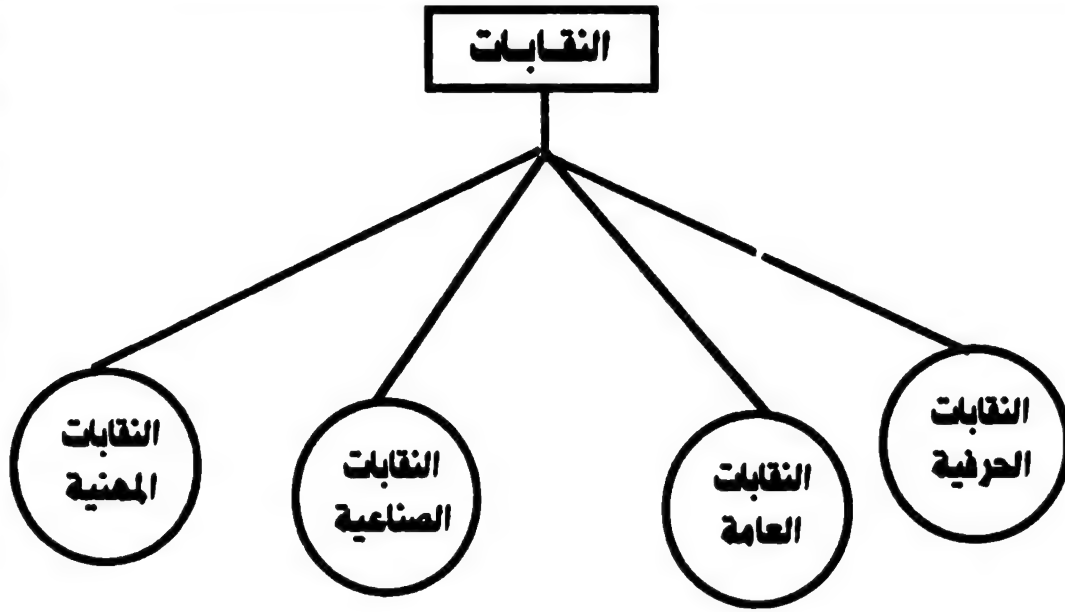 النقابات
النقابات
الحرفية
النقابات
العامة
النقابات
الصناعية
النقابات
المهنية